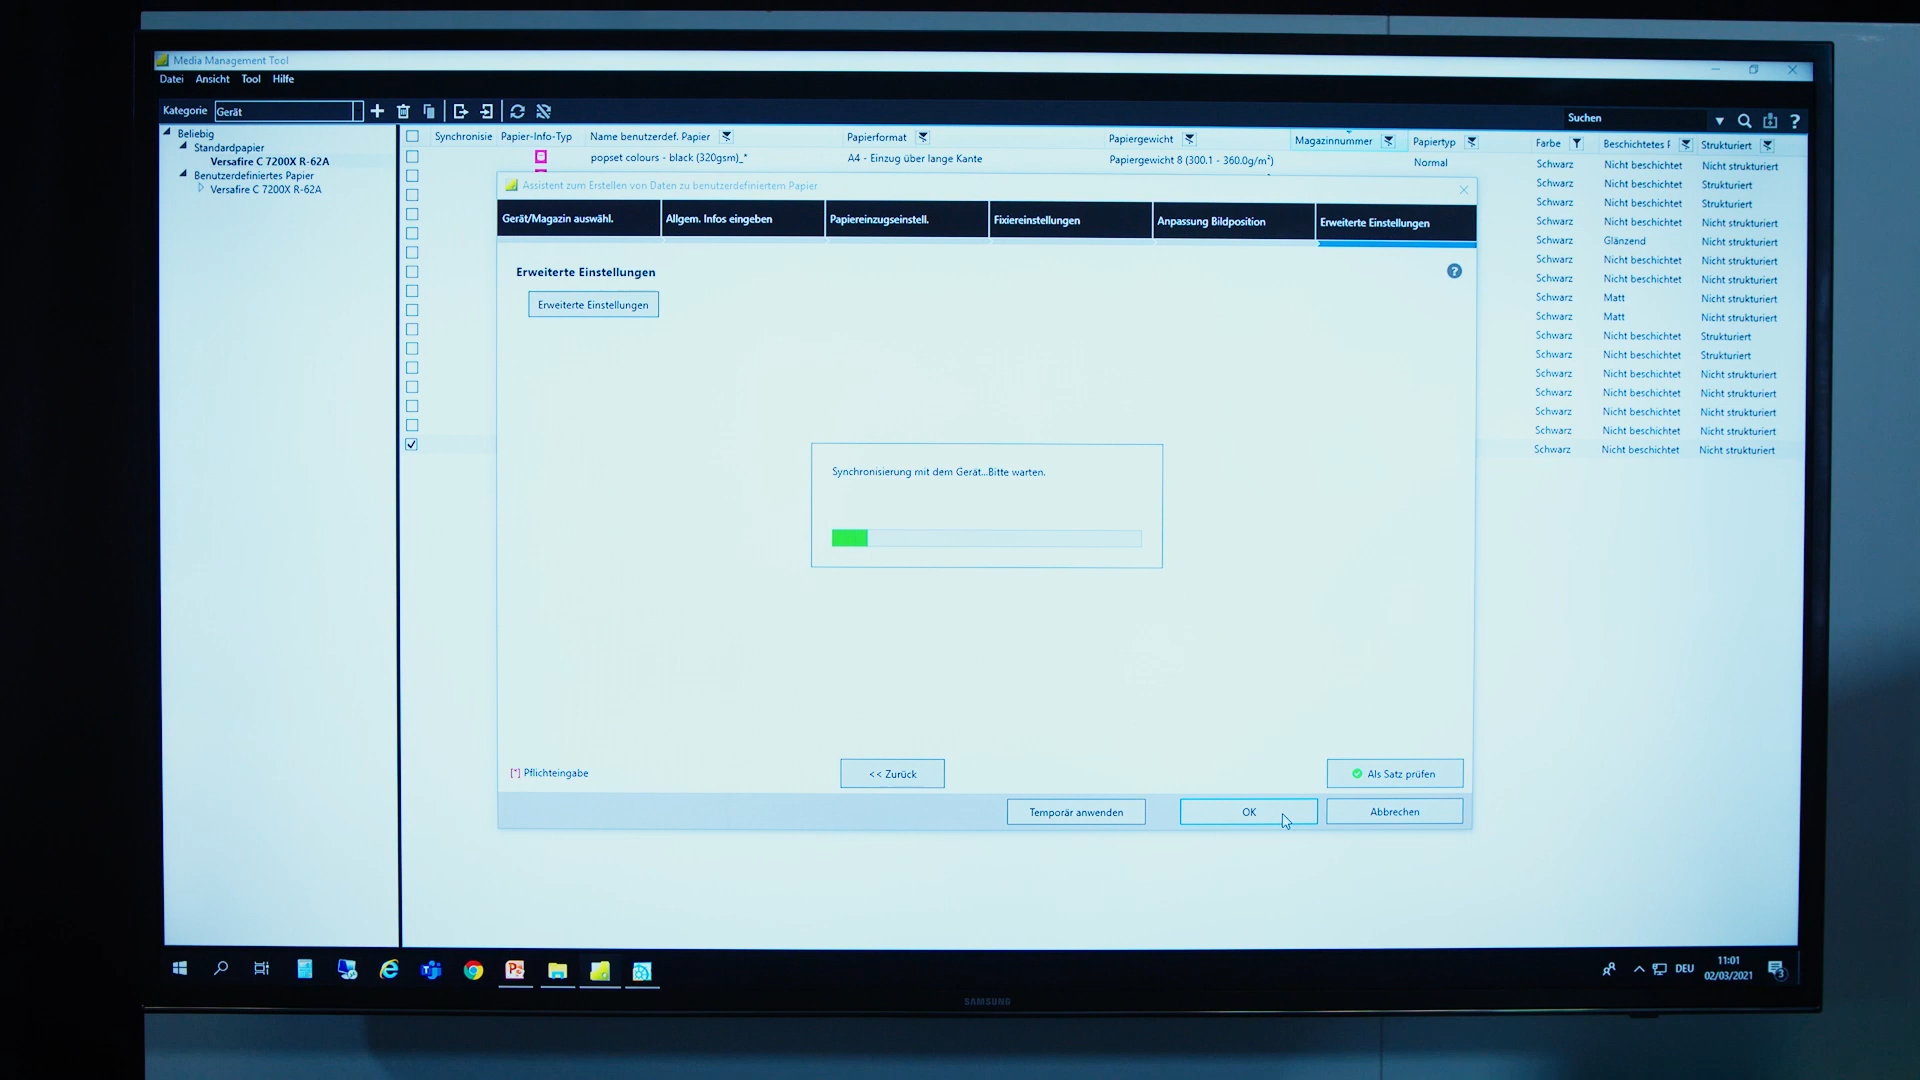 Media Management Tool
Datei Ansicht Tool Hilfe
Kategorie Gerät
Suchen
Beliebig
Standardpapier
Versafire C 7200X R-62A
Benutzerdefiniertes Papier
Versafire C 7200X R-62A
Synchronisie Papier-Info-Typ Name benutzerdef. Papier Papierformat Papiergewicht Magazinnummer Papiertyp Farbe Beschichtetes Strukturiert
popset colours - black (320gsm)_* A4 - Einzug über lange Kante Papiergewicht 8 (300.1 - 360.0g/m²) Normal Schwarz Nicht beschichtet Nicht strukturiert
Schwarz Nicht beschichtet Strukturiert
Schwarz Nicht beschichtet Strukturiert
Schwarz Nicht beschichtet Nicht strukturiert
Schwarz Glänzend Nicht strukturiert
Schwarz Nicht beschichtet Nicht strukturiert
Schwarz Nicht beschichtet Nicht strukturiert
Schwarz Matt Nicht strukturiert
Schwarz Matt Nicht strukturiert
Schwarz Nicht beschichtet Strukturiert
Schwarz Nicht beschichtet Strukturiert
Schwarz Nicht beschichtet Nicht strukturiert
Schwarz Nicht beschichtet Nicht strukturiert
Schwarz Nicht beschichtet Nicht strukturiert
Schwarz Nicht beschichtet Nicht strukturiert
Schwarz Nicht beschichtet Nicht strukturiert
Assistent zum Erstellen von Daten zu benutzerdefiniertem Papier
Gerät/Magazin auswähl. Allgem. Infos eingeben Papiereinzugseinstell. Fixiereinstellungen Anpassung Bildposition Erweiterte Einstellungen
Erweiterte Einstellungen
Erweiterte Einstellungen
Synchronisierung mit dem Gerät...Bitte warten.
[*] Pflichteingabe
<< Zurück
Als Satz prüfen
Temporär anwenden
OK
Abbrechen
DEU
11:01
02/03/2021
3
SAMSUNG